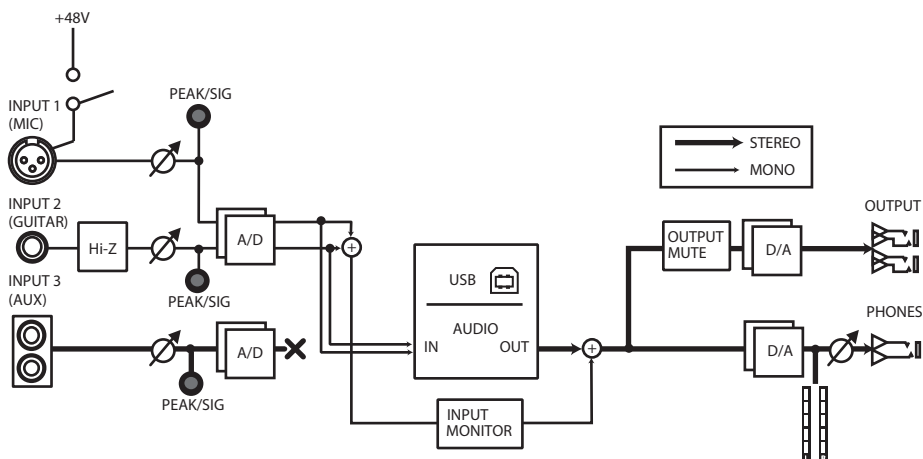 +48V
INPUT 1
(MIC)
PEAK/SIG
STEREO
MONO
INPUT 2
(GUITAR)
Hi-Z
A/D
PEAK/SIG
OUTPUT
OUTPUT
MUTE
D/A
USB
AUDIO
IN
OUT
INPUT 3
(AUX)
A/D
PEAK/SIG
PHONES
D/A
INPUT
MONITOR